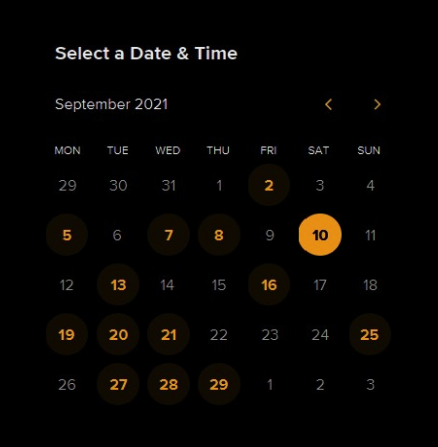 Select a Date & Time
September 2021
MON TUE WED THU FRI SAT SUN
29 30 31 1 2 3 4
5 6 7 8 9 10 11
12 13 14 15 16 17 18
19 20 21 22 23 24 25
26 27 28 29 1 2 3